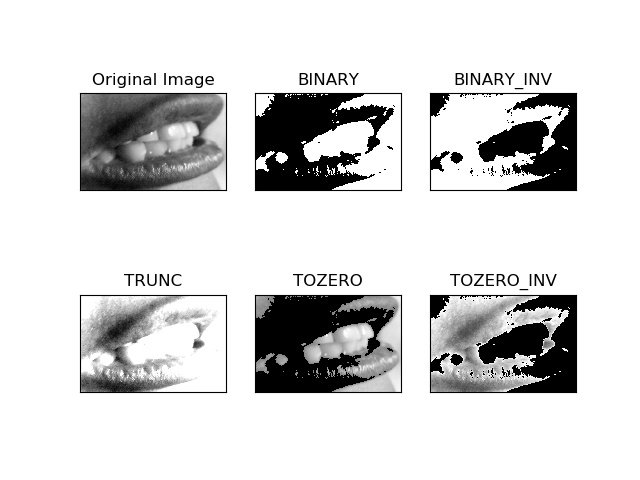 Original Image
BINARY
BINARY_INV
TRUNC
TOZERO
TOZERO_INV